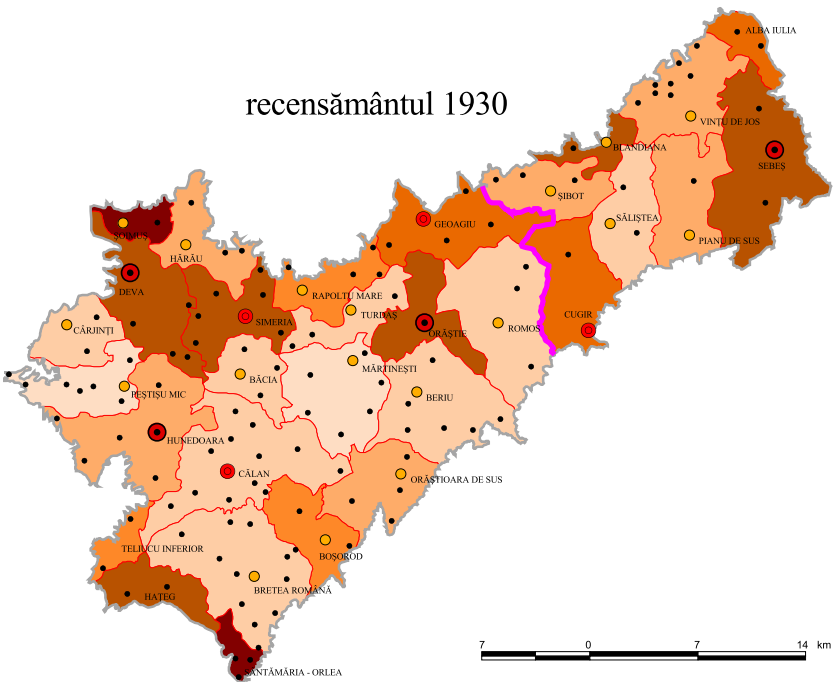 ALBA IULIA
recensământul 1930
VINȚU DE JOS
BLANDIANA
SEBEȘ
ȘIBOT
SĂLIȘTEA
GEOAGIU
ȘOIMUȘ
PIANU DE SUS
HĂRĂU
DEVA
RAPOLTU MARE
TURDAȘ
CUGIR
SIMERIA
CÂRJINȚI
ORĂȘTIE
ROMOS
MĂRTINEȘTI
BĂCIA
PEȘTIȘU MIC
BERIU
HUNEDOARA
CĂLAN
ORĂȘTIOARA DE SUS
TELIUCU INFERIOR
BOȘOROD
BRETEA ROMÂNĂ
HAȚEG
SÂNTĂMĂRIA - ORLEA
7 0 7 14 km